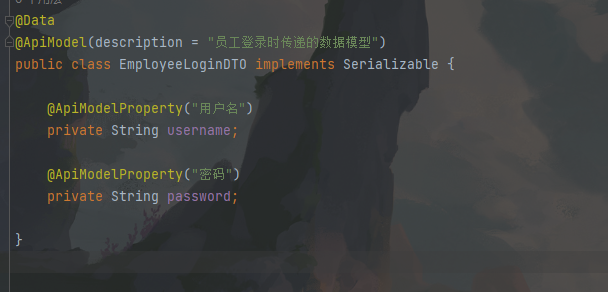 @Data
@ApiModel(description = "员工登录时传递的数据模型")
public class EmployeeLoginDTO implements Serializable {
@ApiModelProperty("用户名")
private String username;
@ApiModelProperty("密码")
private String password;
}